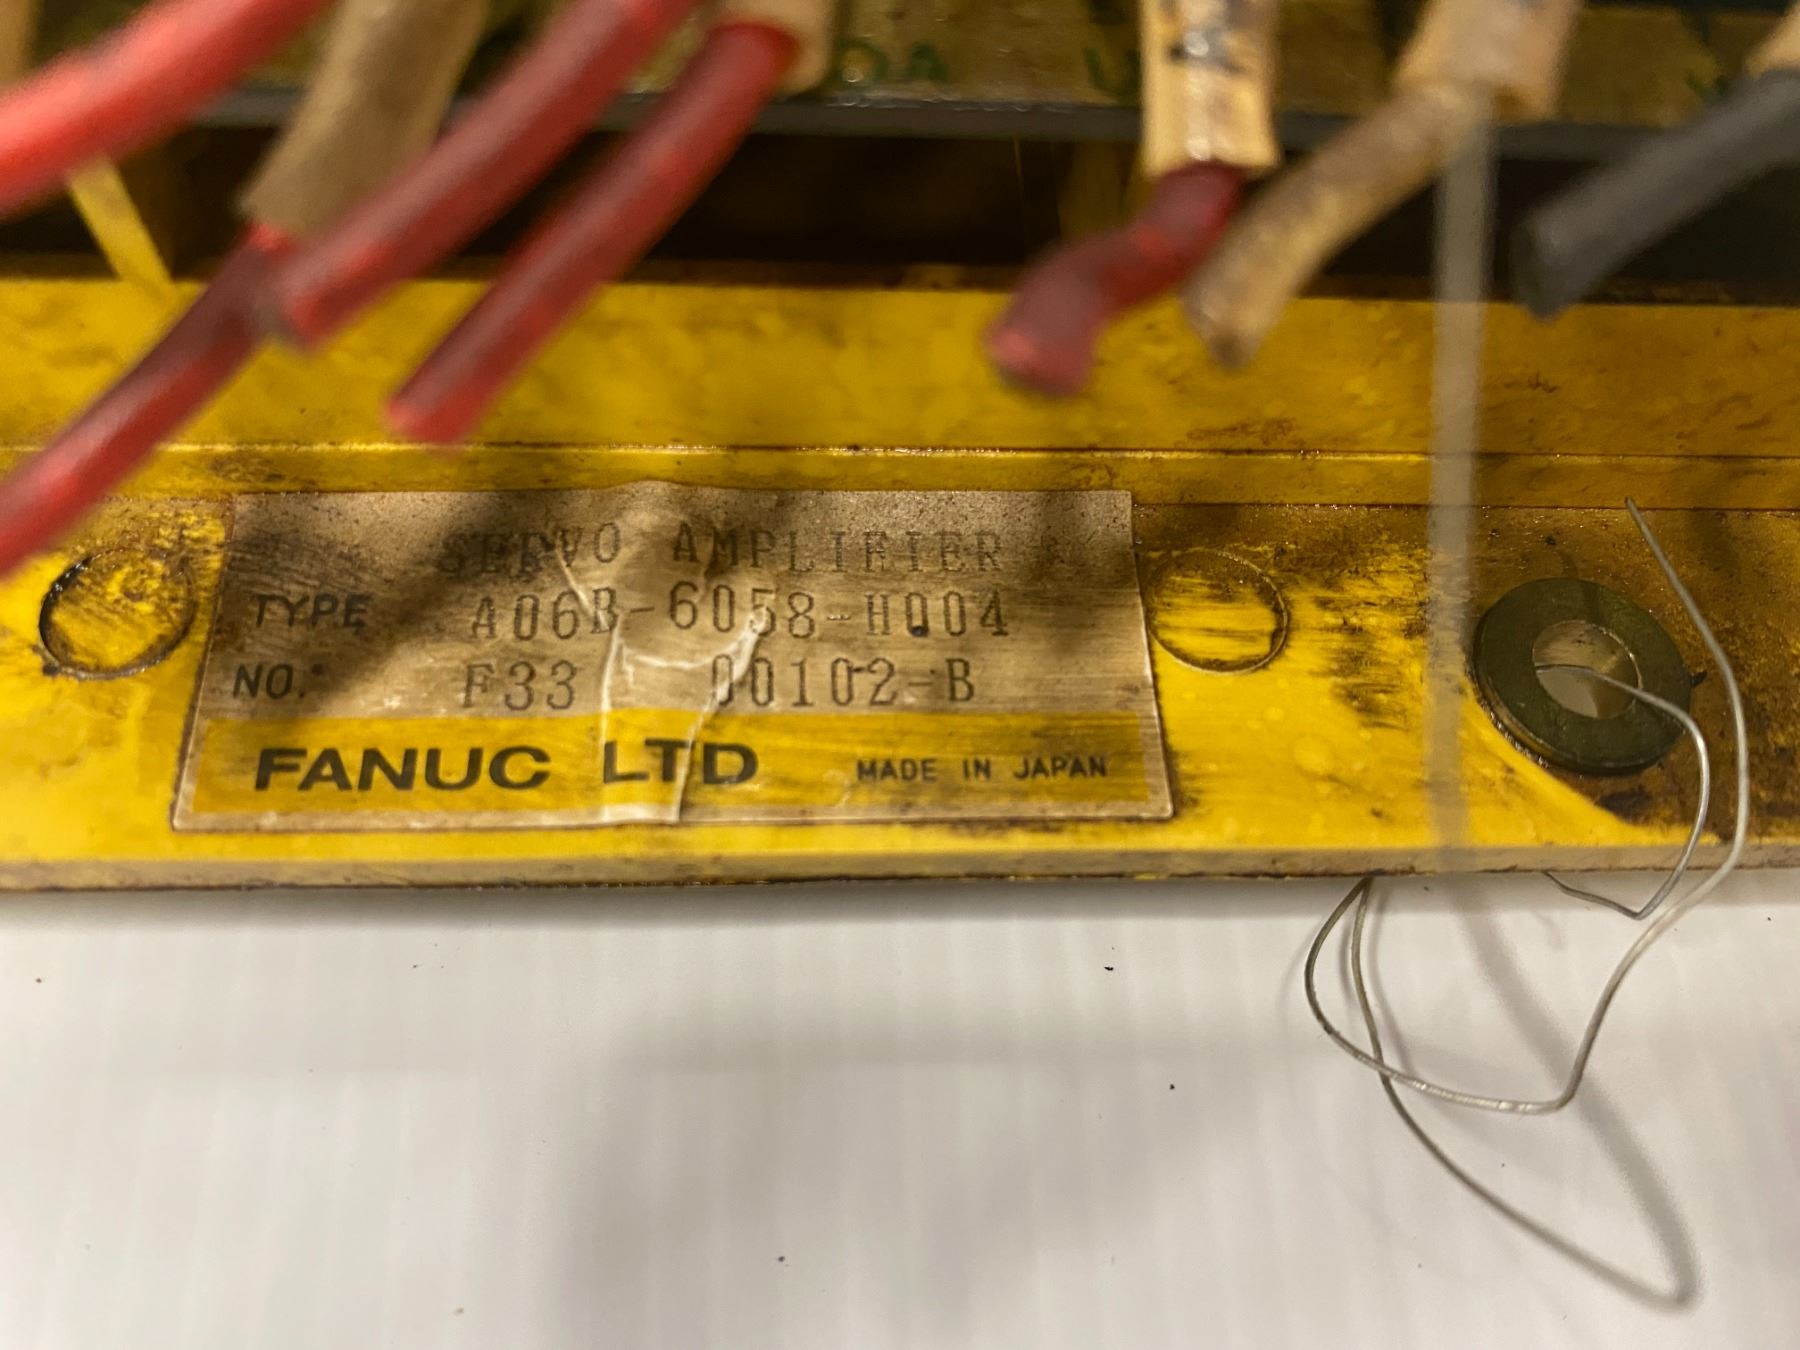 SERVO AMPLIFIER
TYPE A06B-6058-H004
NO. F33 00102-B
FANUC LTD MADE IN JAPAN